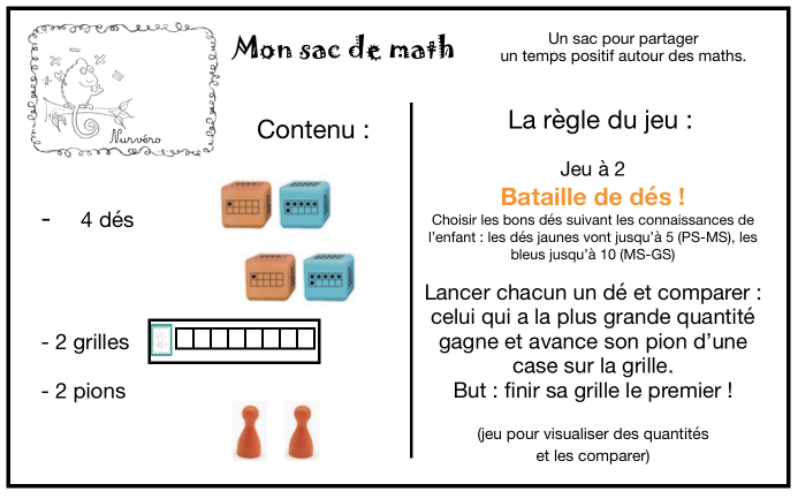 Mon sac de math
Un sac pour partager
un temps positif autour des maths.
Nurvéro
Contenu :
- 4 dés
- 2 grilles
- 2 pions
La règle du jeu :
Jeu à 2
Bataille de dés !
Choisir les bons dés suivant les connaissances de
l'enfant : les dés jaunes vont jusqu'à 5 (PS-MS), les
bleus jusqu'à 10 (MS-GS)
Lancer chacun un dé et comparer :
celui qui a la plus grande quantité
gagne et avance son pion d'une
case sur la grille.
But : finir sa grille le premier !
(jeu pour visualiser des quantités
et les comparer)